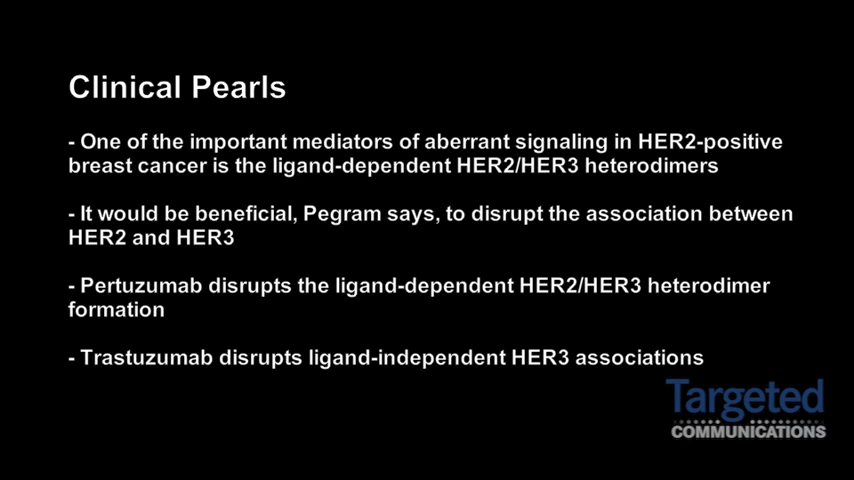 Clinical Pearls
- One of the important mediators of aberrant signaling in HER2-positive
breast cancer is the ligand-dependent HER2/HER3 heterodimers
- It would be beneficial, Pegram says, to disrupt the association between
HER2 and HER3
- Pertuzumab disrupts the ligand-dependent HER2/HER3 heterodimer
formation
- Trastuzumab disrupts ligand-independent HER3 associations
Targeted
COMMUNICATIONS